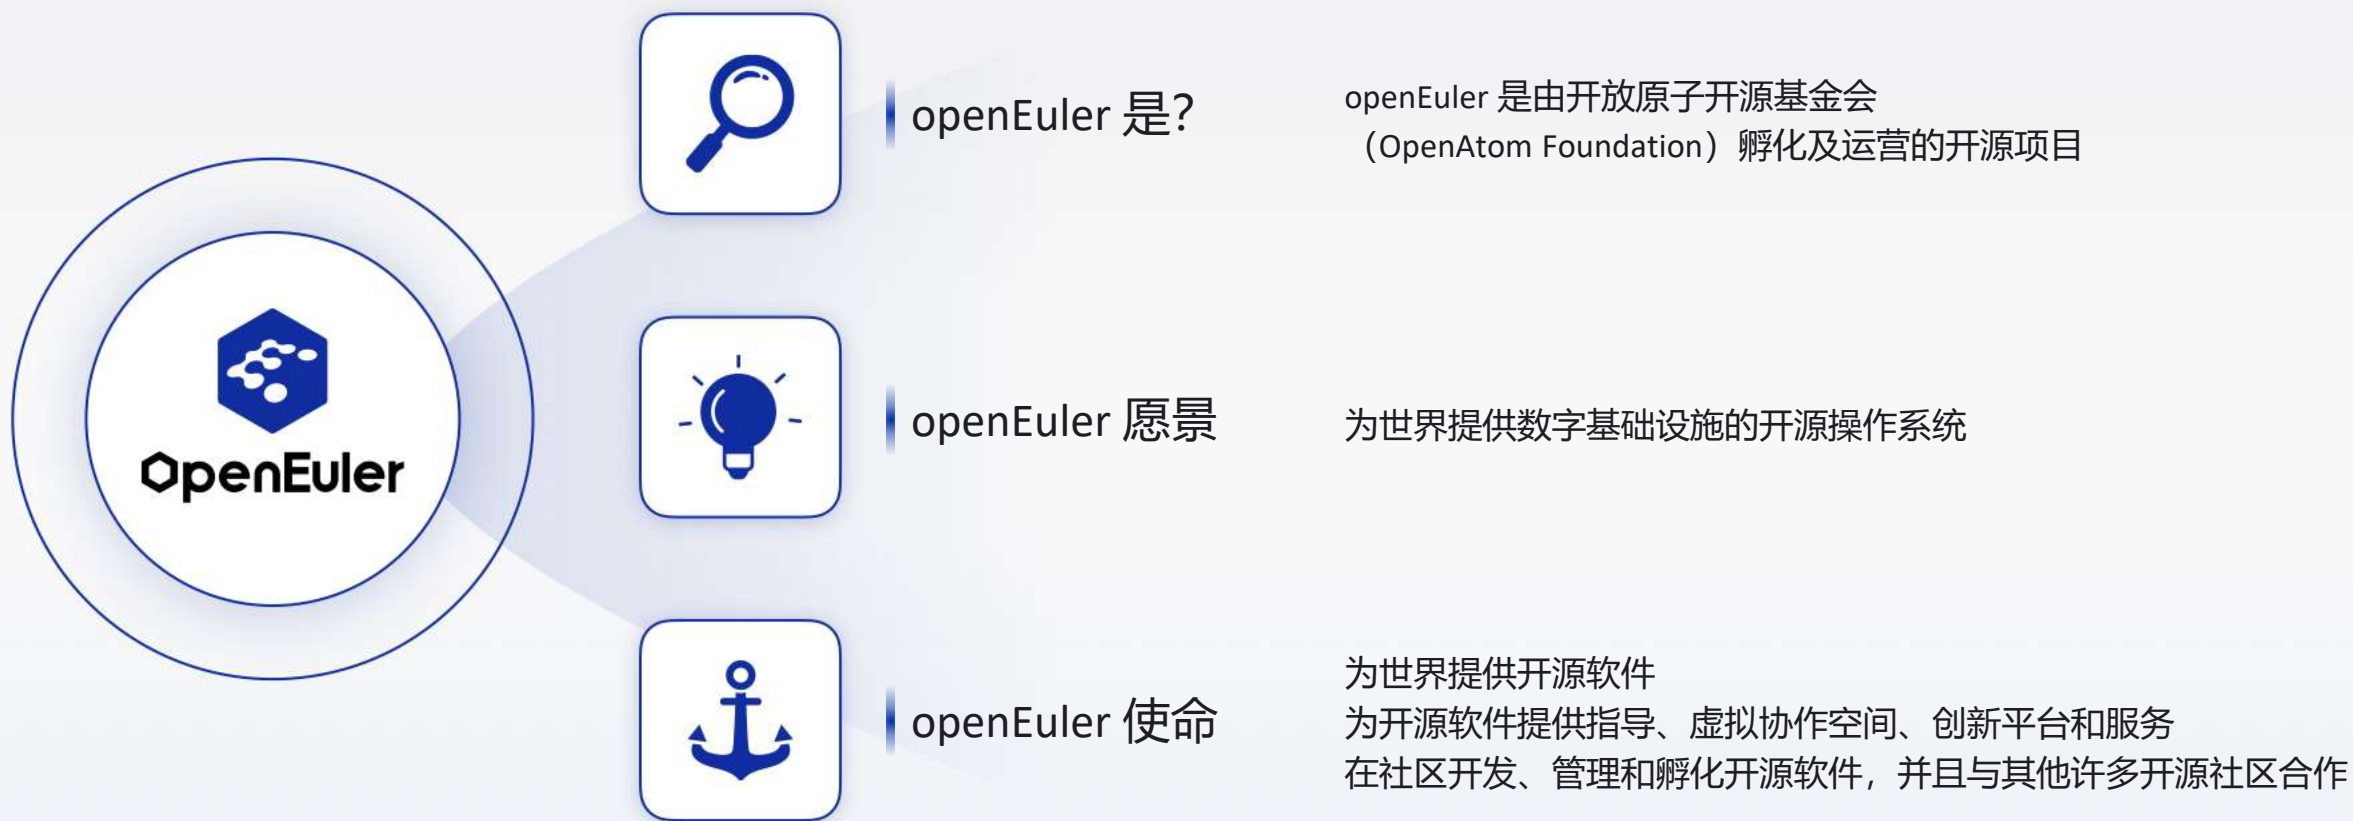 OpenEuler
openEuler 是?
openEuler 是由开放原子开源基金会
（OpenAtom Foundation）孵化及运营的开源项目
openEuler 愿景
为世界提供数字基础设施的开源操作系统
openEuler 使命
为世界提供开源软件
为开源软件提供指导、虚拟协作空间、创新平台和服务
在社区开发、管理和孵化开源软件，并且与其他许多开源社区合作